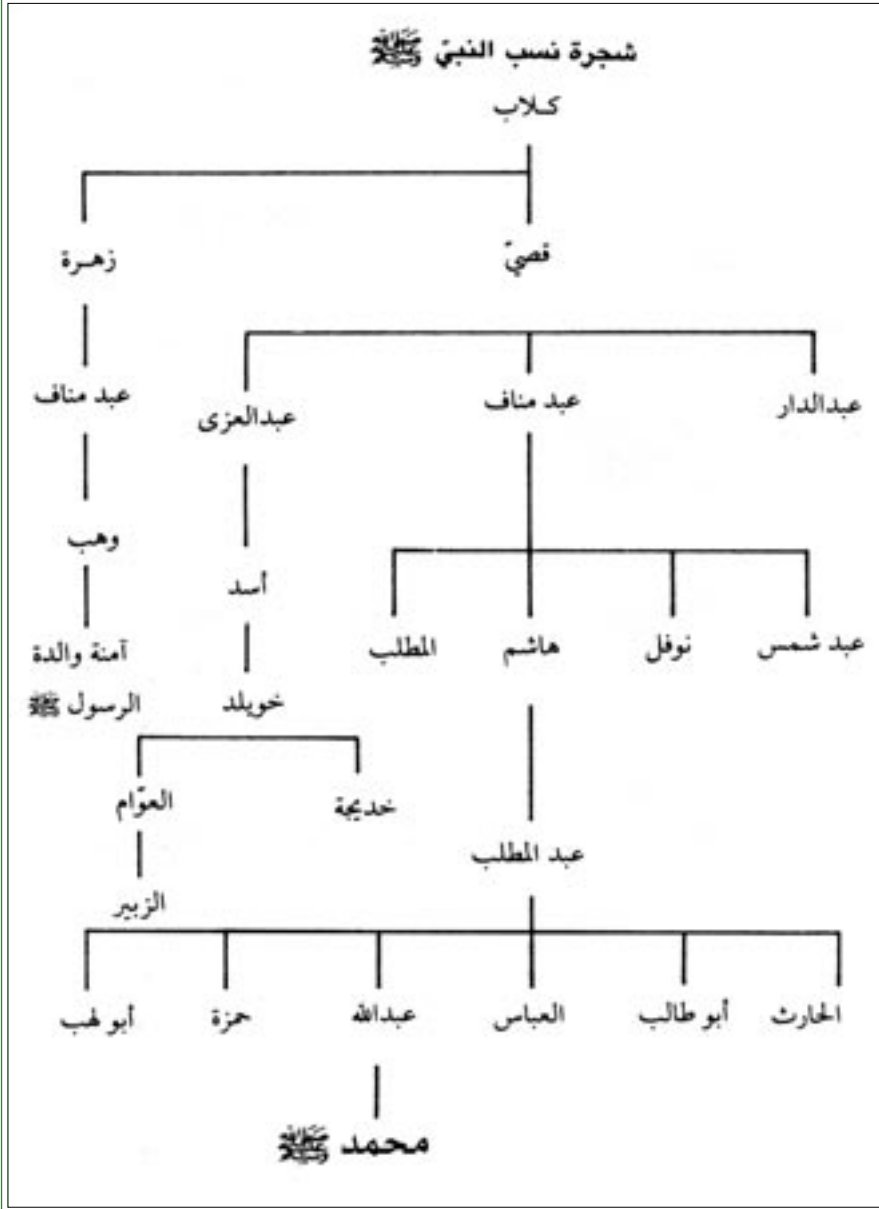 شجرة نسب النبيّ ﷺ
كلاب
قصيّ زهرة
عبدالدار عبد مناف عبدالعزى عبد مناف
وهب
أسد
عبد شمس نوفل هاشم المطلب آمنة والدة
خويلد الرسول ﷺ
خديجة العوّام
عبد المطلب
الزبير
الحارث أبو طالب العباس عبدالله حمزة أبو لهب
محمد ﷺ